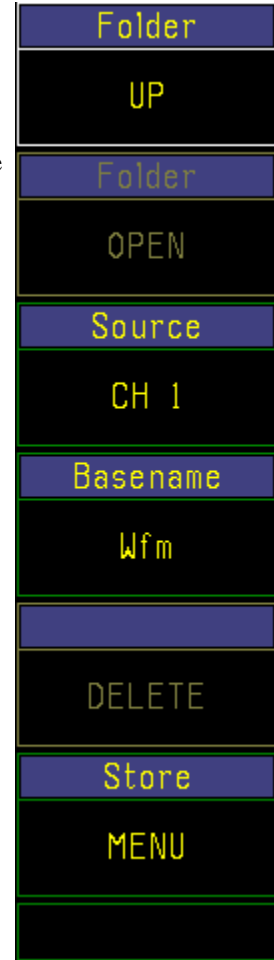 Folder
UP
Folder
OPEN
Source
CH 1
Basename
Wfm
DELETE
Store
MENU